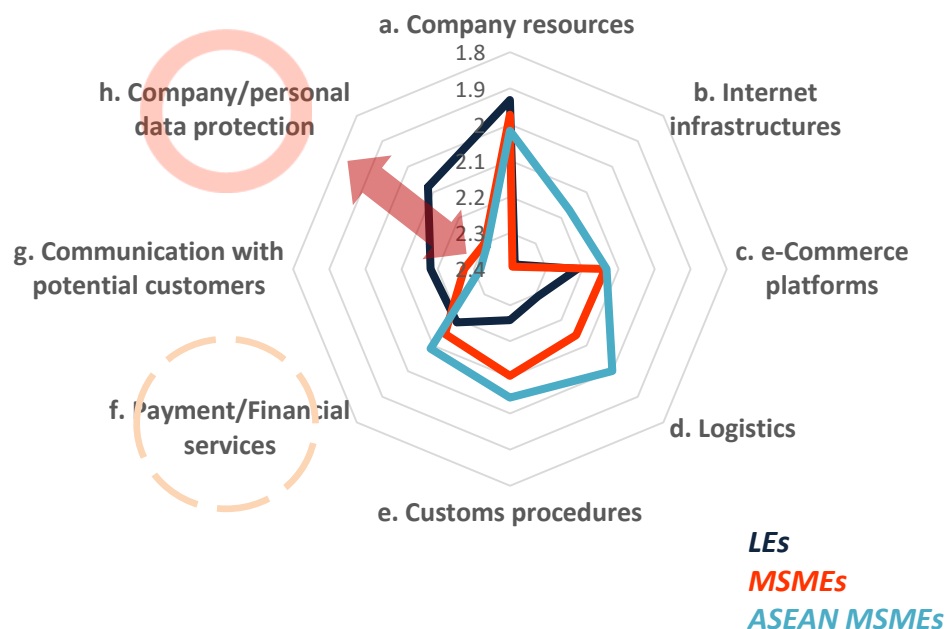 a. Company resources
1.8
1.9
2
2.1
2.2
2.3
2.4
b. Internet
infrastructures
c. e-Commerce
platforms
d. Logistics
e. Customs procedures
f. Payment/Financial
services
g. Communication with
potential customers
h. Company/personal
data protection
LEs
MSMEs
ASEAN MSMEs